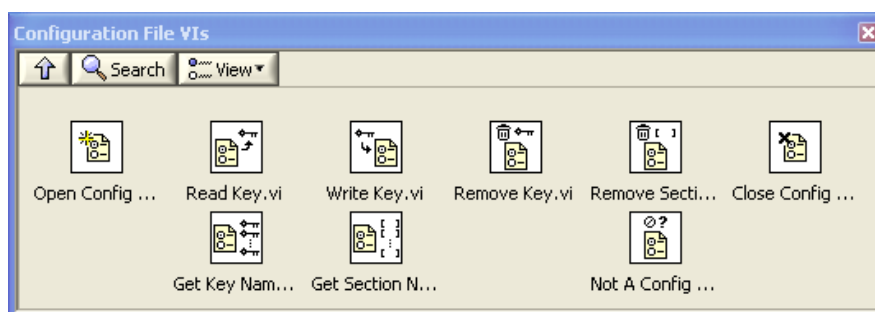 Configuration File VIs
Search View
Open Config ... Read Key.vi Write Key.vi Remove Key.vi Remove Secti... Close Config ...
Get Key Nam... Get Section N... Not A Config ...